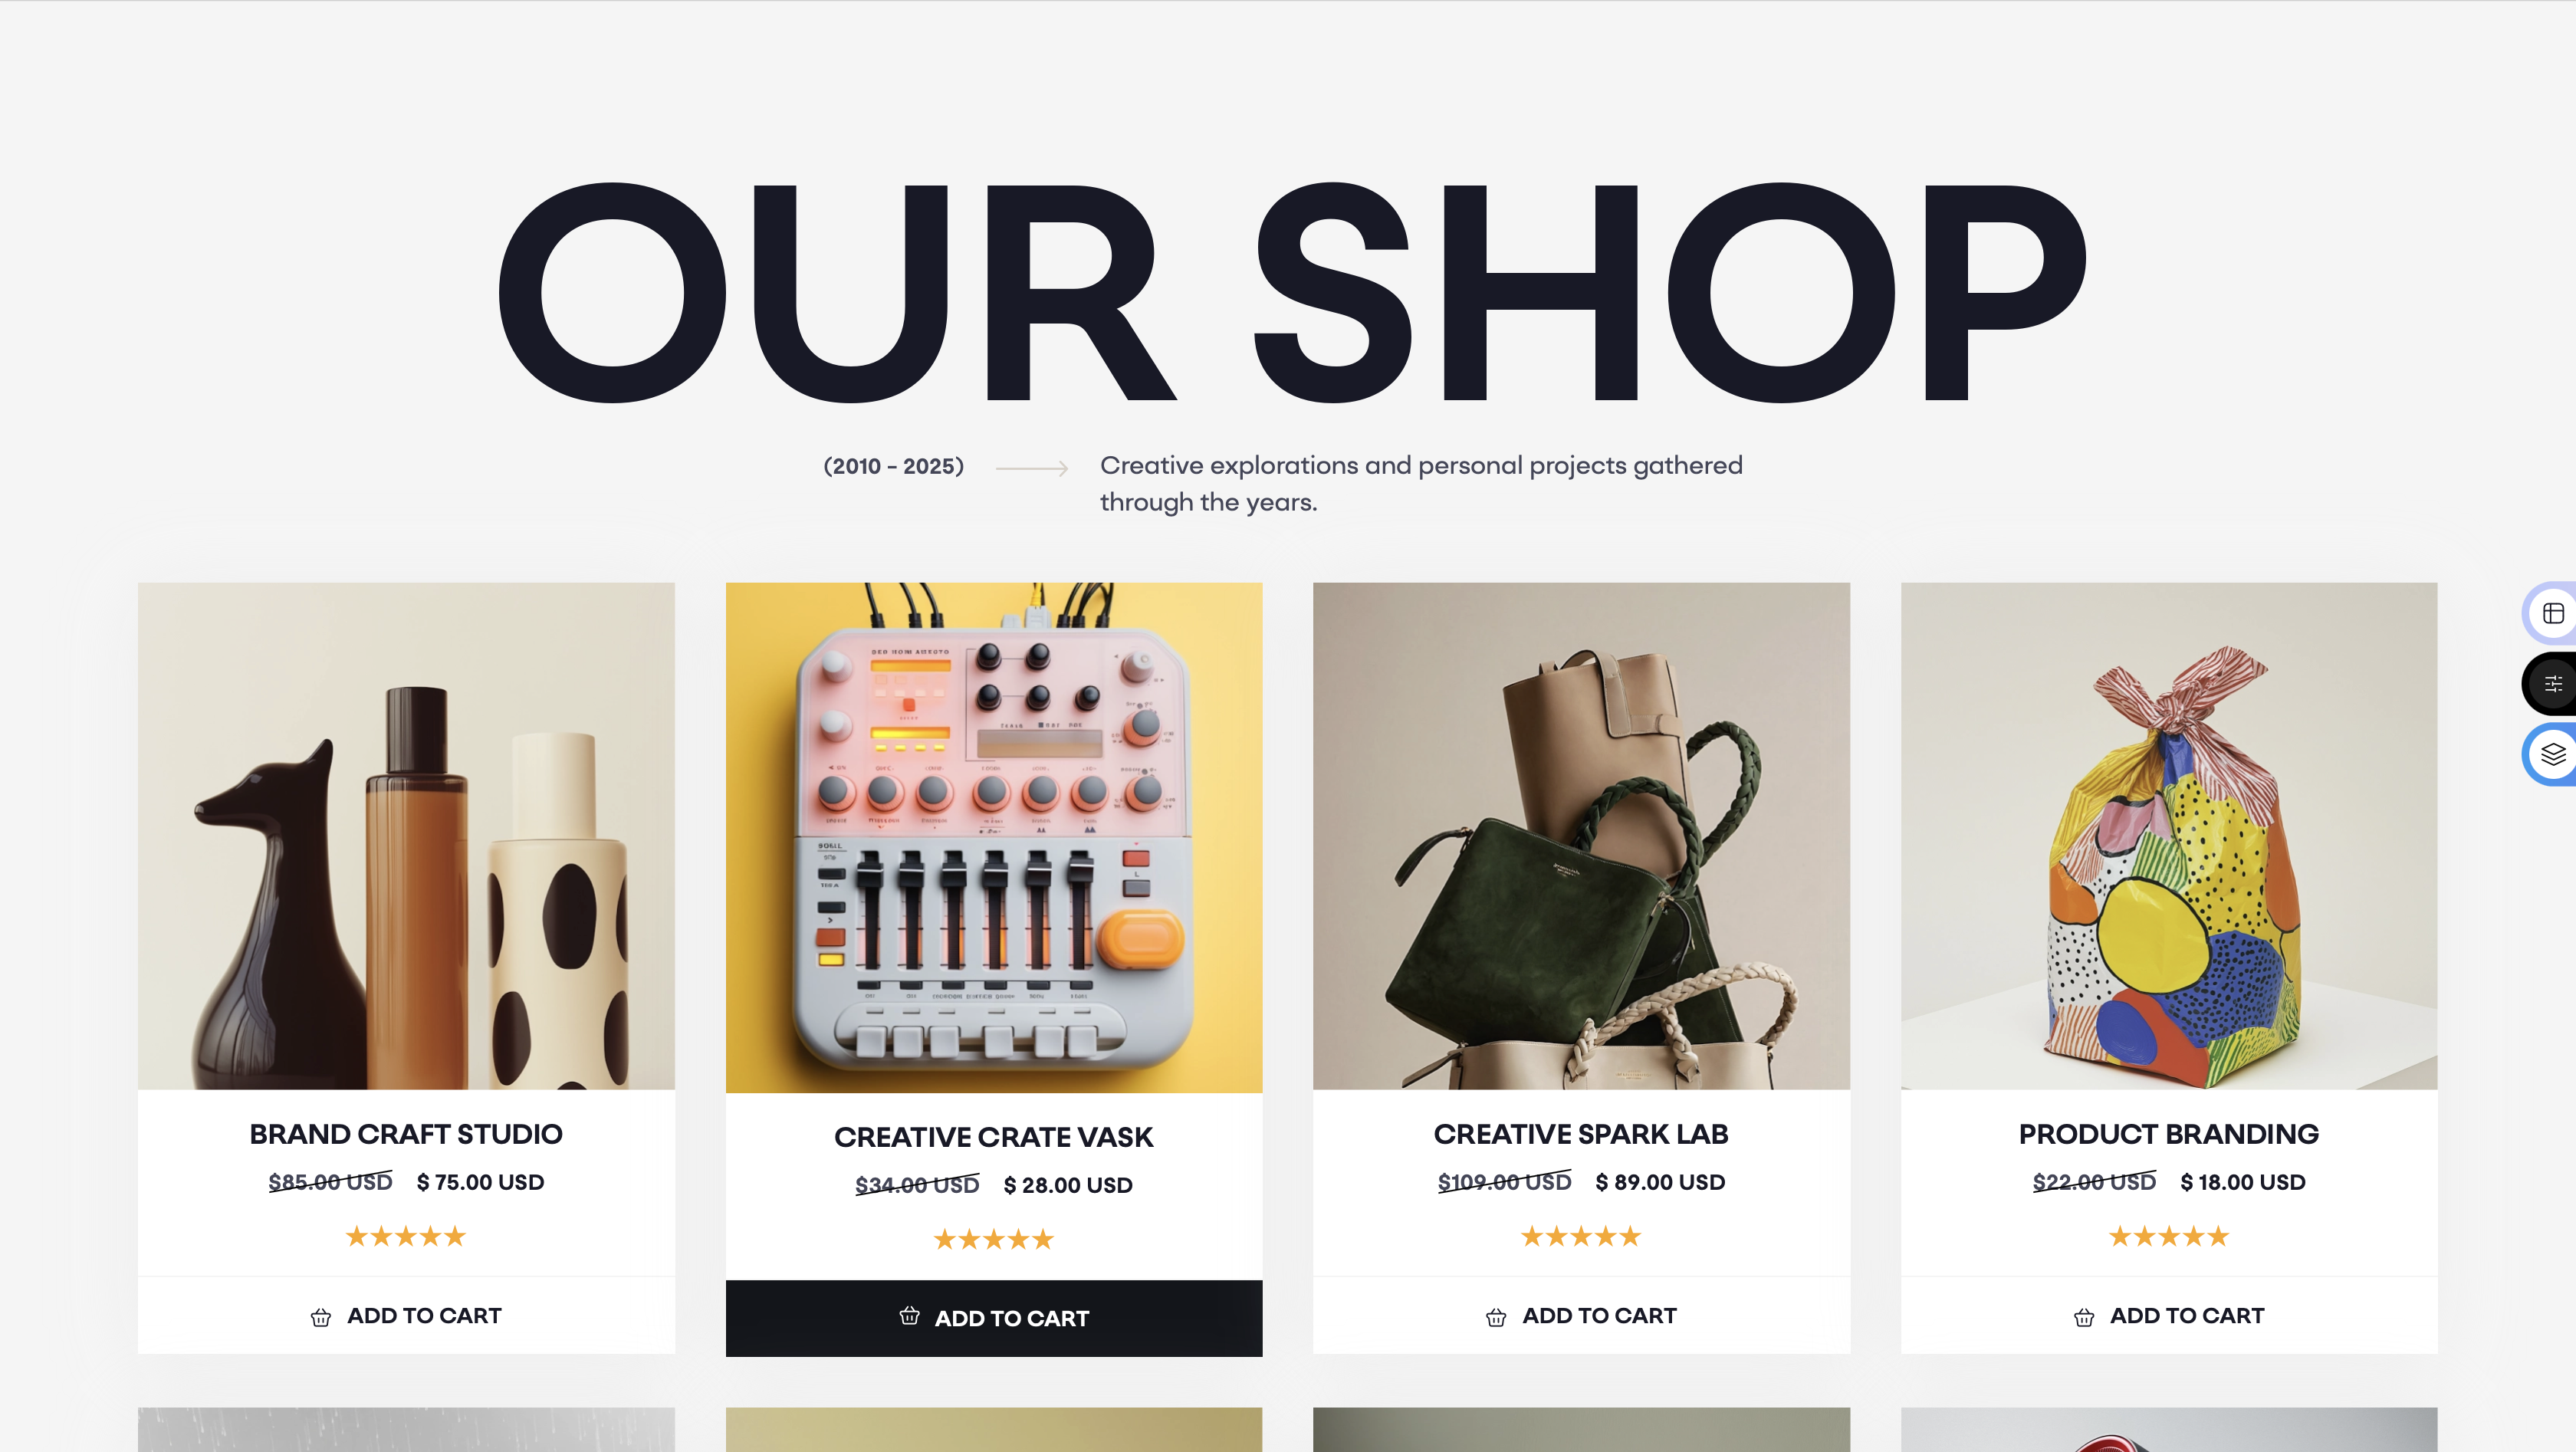 OUR SHOP
(2010 – 2025)
Creative explorations and personal projects gathered
through the years.
BRAND CRAFT STUDIO
$85.00 USD $ 75.00 USD
★★★★★
ADD TO CART
CREATIVE CRATE VASK
$34.00 USD $ 28.00 USD
★★★★★
ADD TO CART
CREATIVE SPARK LAB
$109.00 USD $ 89.00 USD
★★★★★
ADD TO CART
PRODUCT BRANDING
$22.00 USD $ 18.00 USD
★★★★★
ADD TO CART